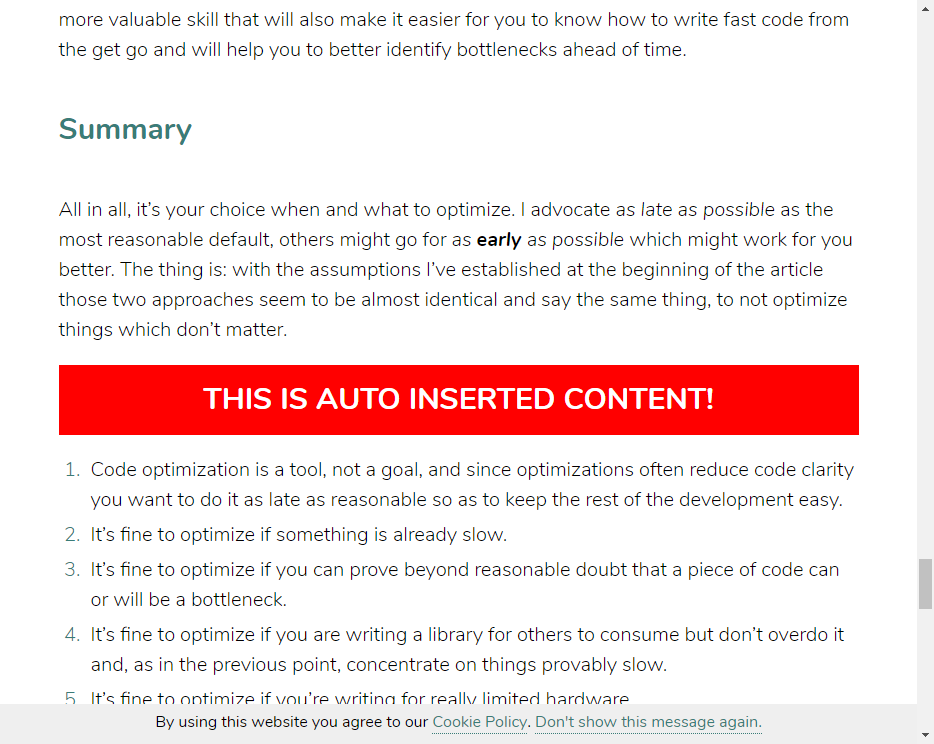 more valuable skill that will also make it easier for you to know how to write fast code from
the get go and will help you to better identify bottlenecks ahead of time.
Summary
All in all, it’s your choice when and what to optimize. I advocate as late as possible as the
most reasonable default, others might go for as early as possible which might work for you
better. The thing is: with the assumptions I’ve established at the beginning of the article
those two approaches seem to be almost identical and say the same thing, to not optimize
things which don’t matter.
THIS IS AUTO INSERTED CONTENT!
1. Code optimization is a tool, not a goal, and since optimizations often reduce code clarity
you want to do it as late as reasonable so as to keep the rest of the development easy.
2. It’s fine to optimize if something is already slow.
3. It’s fine to optimize if you can prove beyond reasonable doubt that a piece of code can
or will be a bottleneck.
4. It’s fine to optimize if you are writing a library for others to consume but don’t overdo it
and, as in the previous point, concentrate on things provably slow.
5. It’s fine to optimize if you’re writing for really limited hardware
By using this website you agree to our Cookie Policy. Don't show this message again.